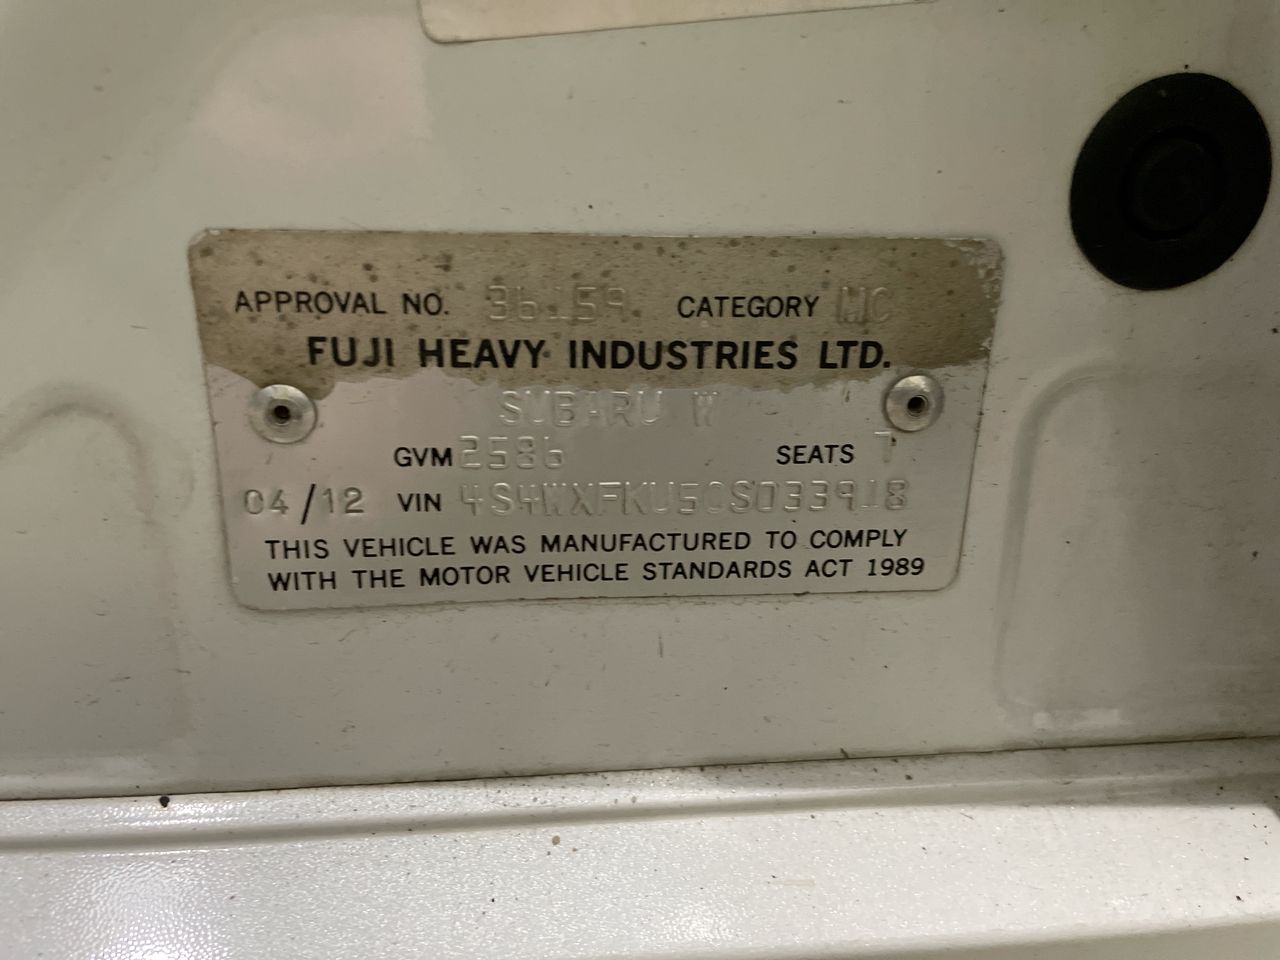 APPROVAL NO. 36159 CATEGORY MC
FUJI HEAVY INDUSTRIES LTD.
SUBARU W
GVM 2586 SEATS 7
04/12 VIN 4S4WXFKU5CS033918
THIS VEHICLE WAS MANUFACTURED TO COMPLY
WITH THE MOTOR VEHICLE STANDARDS ACT 1989